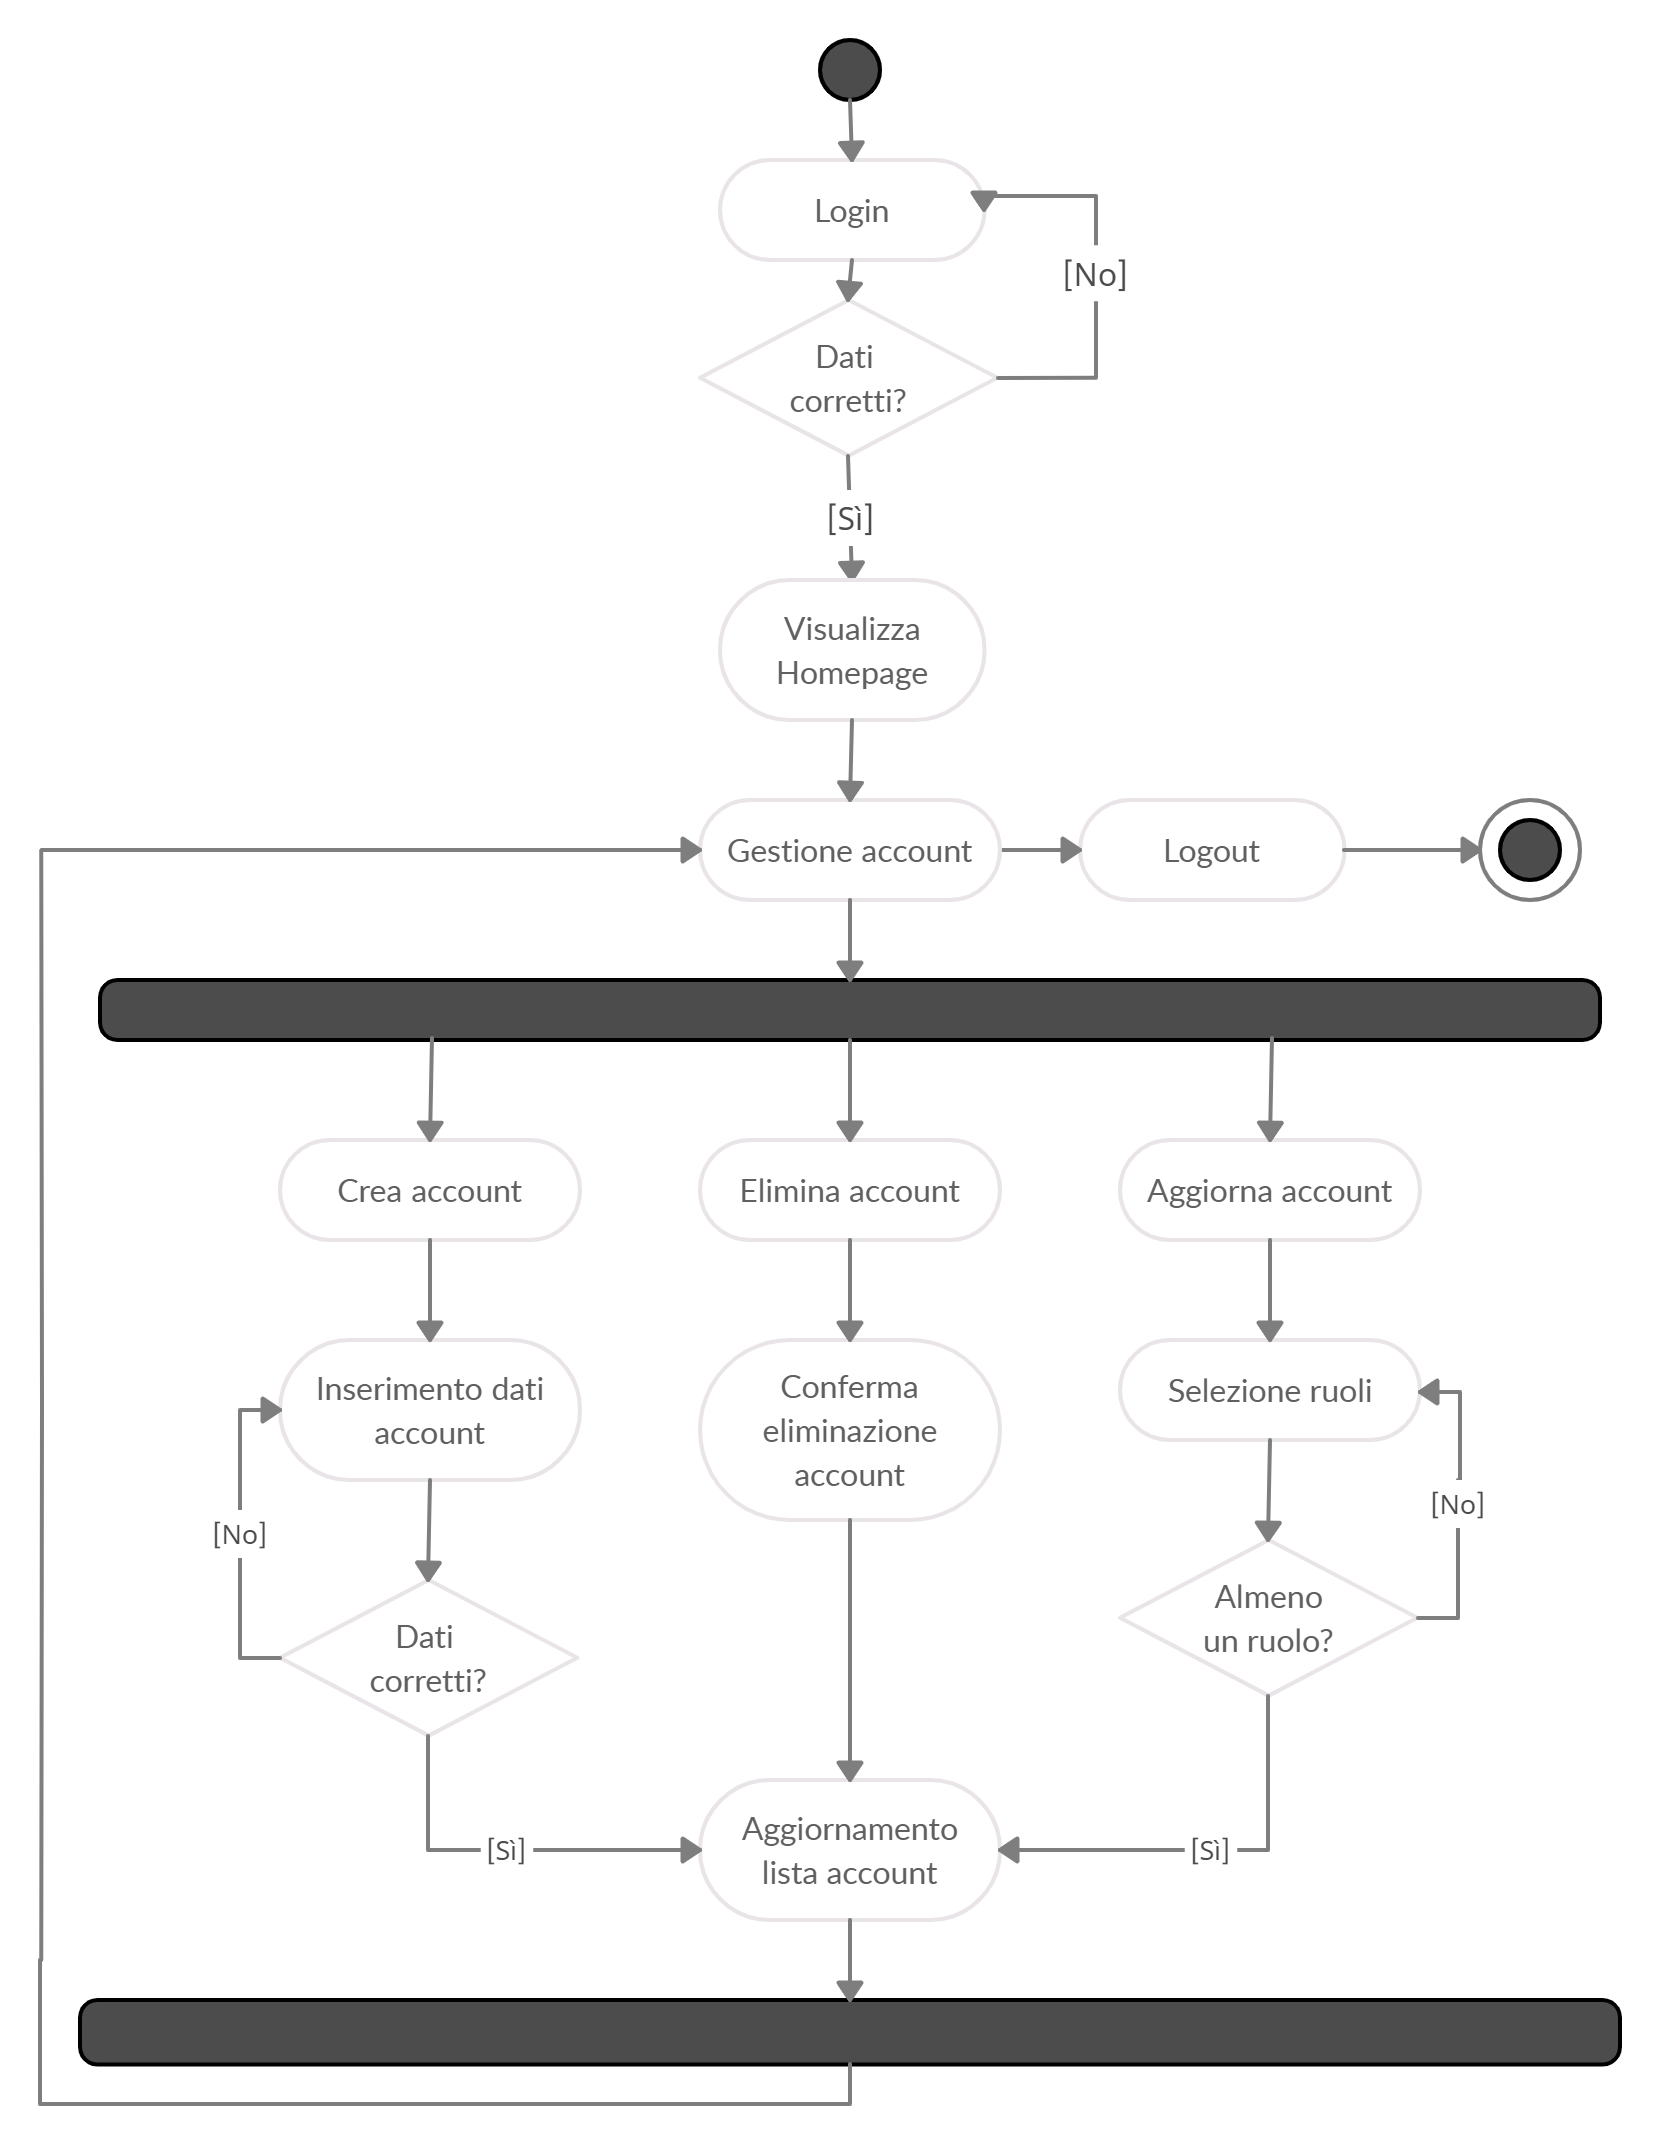 Login
[No]
Dati
corretti?
[Sì]
Visualizza
Homepage
Gestione account
Logout
Crea account
Elimina account
Aggiorna account
Inserimento dati
account
Conferma
eliminazione
account
Selezione ruoli
[No]
[No]
Dati
corretti?
Almeno
un ruolo?
[Sì]
Aggiornamento
lista account
[Sì]